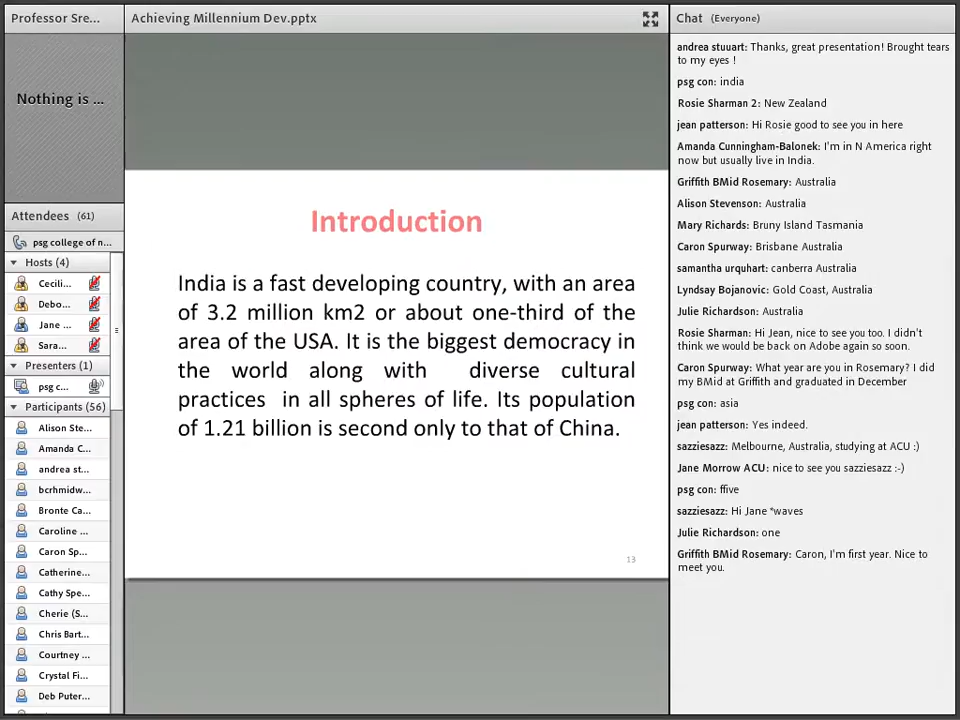 Professor Sre...
Nothing is ...
Attendees (61)
psg college of n...
Hosts (4)
Cecili...
Debo...
Jane ...
Sara...
Presenters (1)
psg c...
Participants (56)
Alison Ste...
Amanda C...
andrea st...
bcrhmidw...
Bronte Ca...
Caroline ...
Caron Sp...
Catherine...
Cathy Spe...
Cherie (S...
Chris Bart...
Courtney ...
Crystal Fi...
Deb Puter...
Achieving Millennium Dev.pptx
Introduction
India is a fast developing country, with an area
of 3.2 million km2 or about one-third of the
area of the USA. It is the biggest democracy in
the world along with diverse cultural
practices in all spheres of life. Its population
of 1.21 billion is second only to that of China.
13
Chat (Everyone)
andrea stuuart: Thanks, great presentation! Brought tears
to my eyes !
psg con: india
Rosie Sharman 2: New Zealand
jean patterson: Hi Rosie good to see you in here
Amanda Cunningham-Balonek: I'm in N America right
now but usually live in India.
Griffith BMid Rosemary: Australia
Alison Stevenson: Australia
Mary Richards: Bruny Island Tasmania
Caron Spurway: Brisbane Australia
samantha urquhart: canberra Australia
Lyndsay Bojanovic: Gold Coast, Australia
Julie Richardson: Australia
Rosie Sharman: Hi Jean, nice to see you too. I didn't
think we would be back on Adobe again so soon.
Caron Spurway: What year are you in Rosemary? I did
my BMid at Griffith and graduated in December
psg con: asia
jean patterson: Yes indeed.
sazziesazz: Melbourne, Australia, studying at ACU :)
Jane Morrow ACU: nice to see you sazziesazz :-)
psg con: ffive
sazziesazz: Hi Jane *waves
Julie Richardson: one
Griffith BMid Rosemary: Caron, I'm first year. Nice to
meet you.